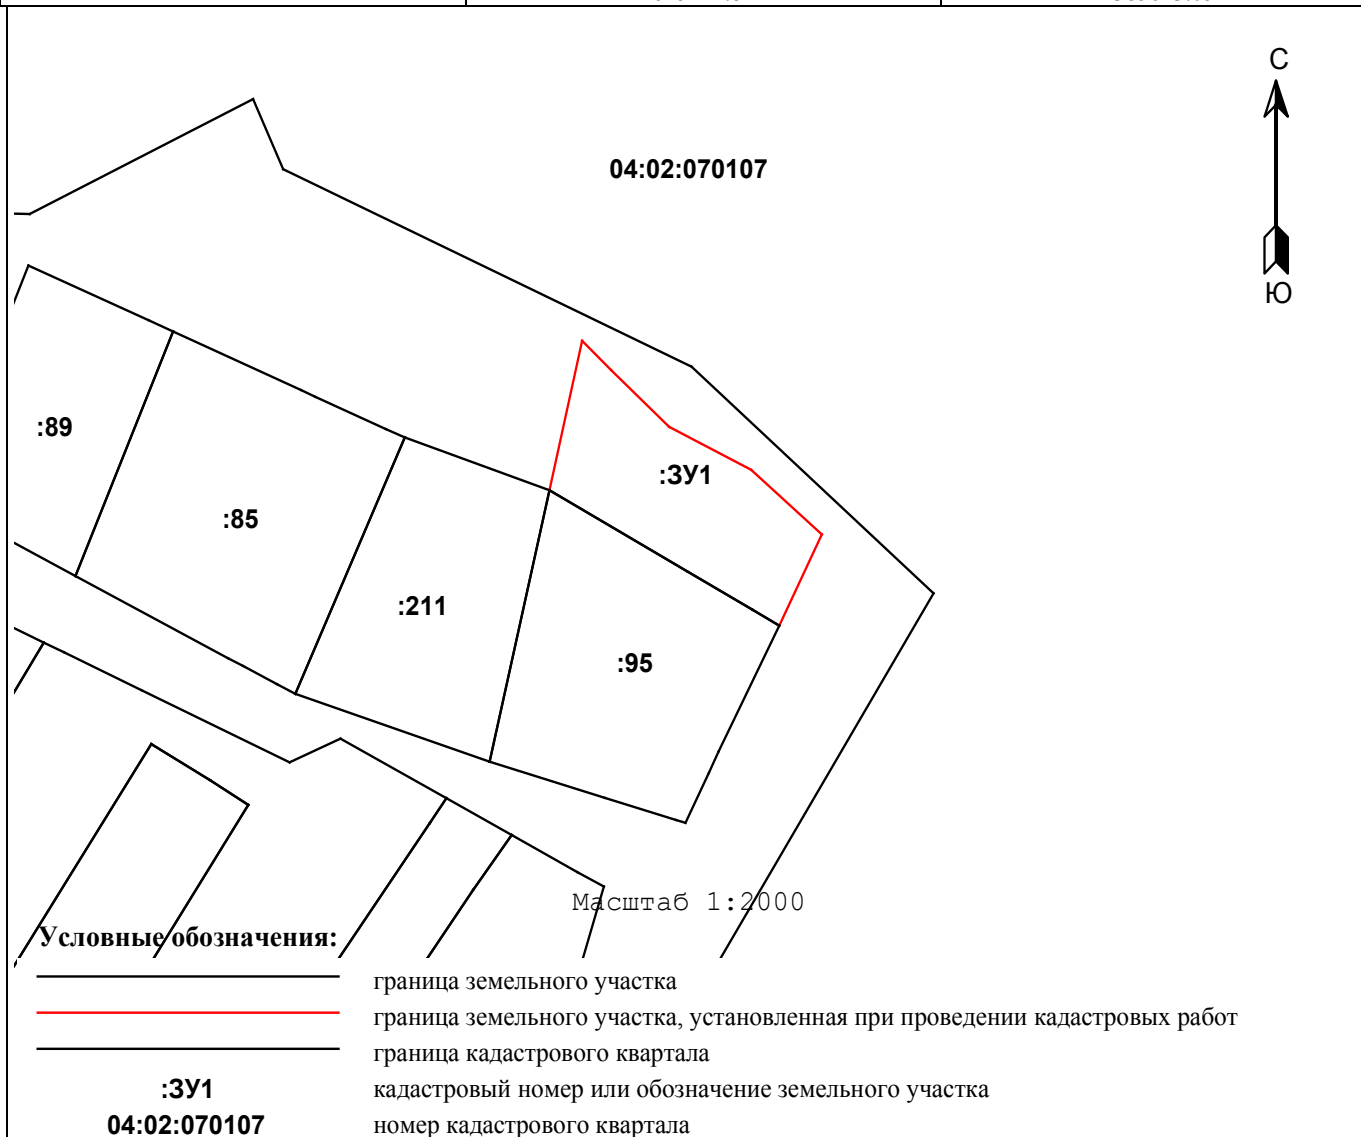 С
04:02:070107
Ю
:89
:ЗУ1
:85
:211
:95
Масштаб 1:2000
Условные обозначения:
граница земельного участка
граница земельного участка, установленная при проведении кадастровых работ
граница кадастрового квартала
:ЗУ1 кадастровый номер или обозначение земельного участка
04:02:070107 номер кадастрового квартала